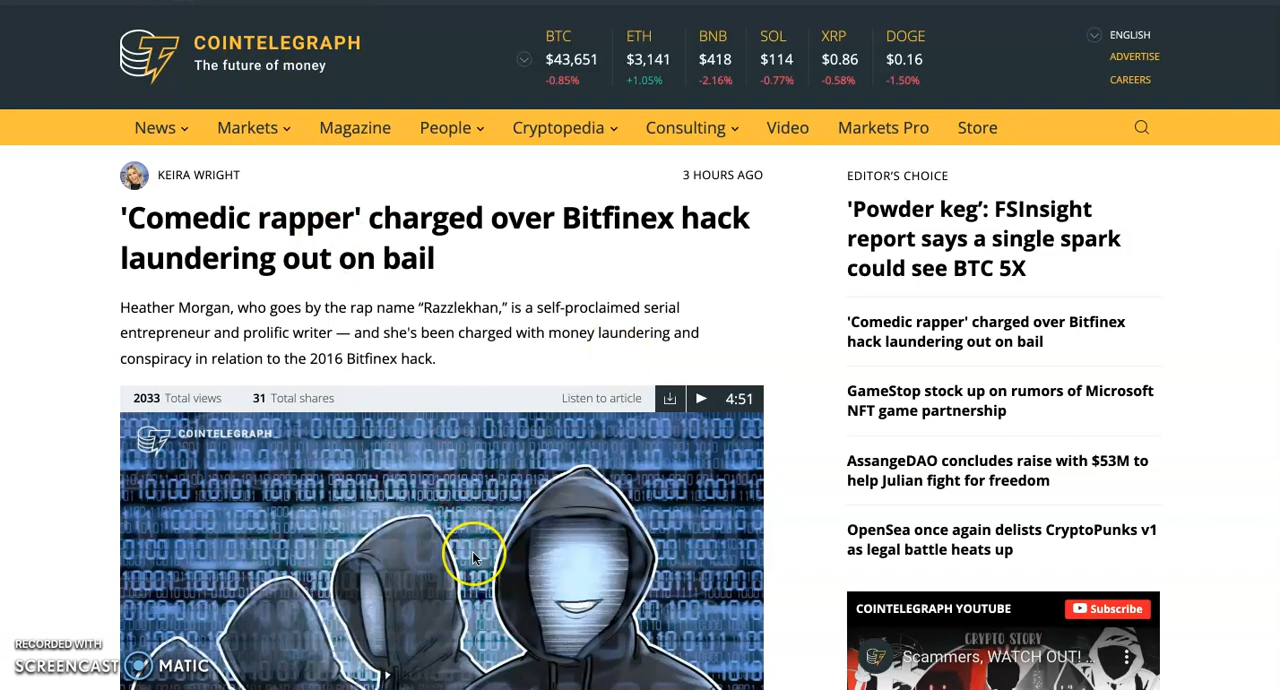 COINTELEGRAPH
The future of money
BTC
$43,651
-0.85%
ETH
$3,141
+1.05%
BNB
$418
-2.16%
SOL
$114
-0.77%
XRP
$0.86
-0.58%
DOGE
$0.16
-1.50%
ENGLISH
ADVERTISE
CAREERS
News Markets Magazine People Cryptopedia Consulting Video Markets Pro Store
KEIRA WRIGHT
3 HOURS AGO
'Comedic rapper' charged over Bitfinex hack
laundering out on bail
Heather Morgan, who goes by the rap name “Razzlekhan,” is a self-proclaimed serial
entrepreneur and prolific writer — and she's been charged with money laundering and
conspiracy in relation to the 2016 Bitfinex hack.
2033 Total views 31 Total shares Listen to article 4:51
COINTELEGRAPH
EDITOR’S CHOICE
'Powder keg’: FSInsight
report says a single spark
could see BTC 5X
'Comedic rapper' charged over Bitfinex
hack laundering out on bail
GameStop stock up on rumors of Microsoft
NFT game partnership
AssangeDAO concludes raise with $53M to
help Julian fight for freedom
OpenSea once again delists CryptoPunks v1
as legal battle heats up
COINTELEGRAPH YOUTUBE Subscribe
CRYPTO STORY
Scammers, WATCH OUT! ...
RECORDED WITH
SCREENCAST MATIC